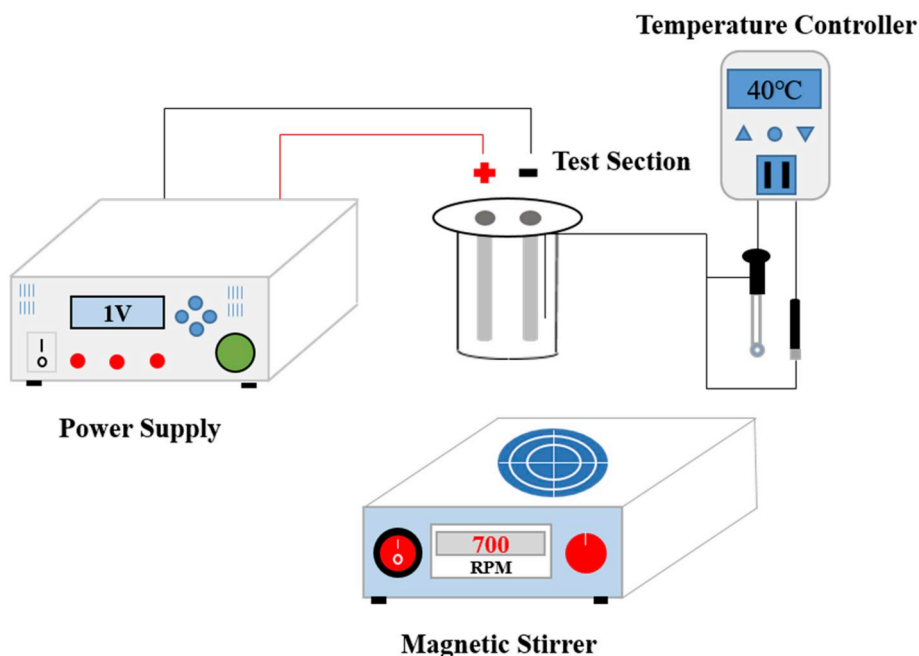 Temperature Controller
40℃
Test Section
1V
Power Supply
700
RPM
Magnetic Stirrer